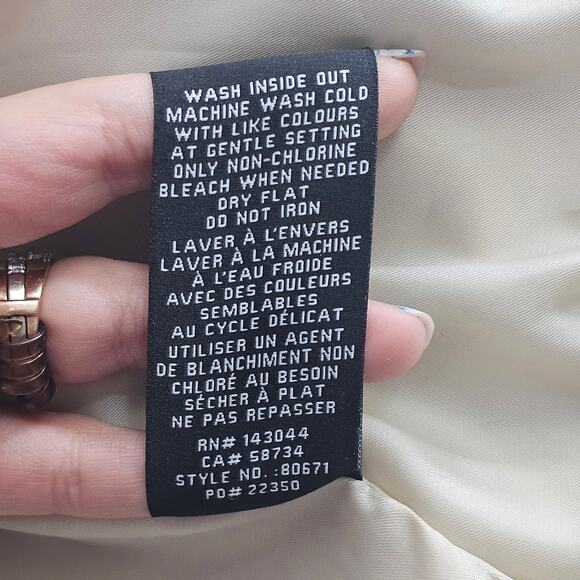 WASH INSIDE OUT
MACHINE WASH COLD
WITH LIKE COLOURS
AT GENTLE SETTING
ONLY NON-CHLORINE
BLEACH WHEN NEEDED
DRY FLAT
DO NOT IRON
LAVER À L'ENVERS
LAVER À LA MACHINE
À L'EAU FROIDE
AVEC DES COULEURS
SEMBLABLES
AU CYCLE DÉLICAT
UTILISER UN AGENT
DE BLANCHIMENT NON
CHLORÉ AU BESOIN
SÉCHER À PLAT
NE PAS REPASSER
RN# 143044
CA# 58734
STYLE NO. :80671
PO# 22350